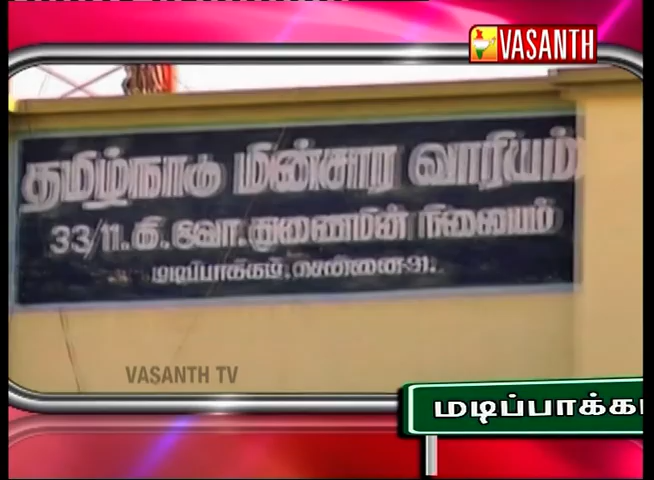 VASANTH
தமிழ்நாடு மின்சார வாரியம்
33/11.கி.வோ.துணைமின் நிலையம்
மடிப்பாக்கம், சென்னை-91.
VASANTH TV
மடிப்பாக்க